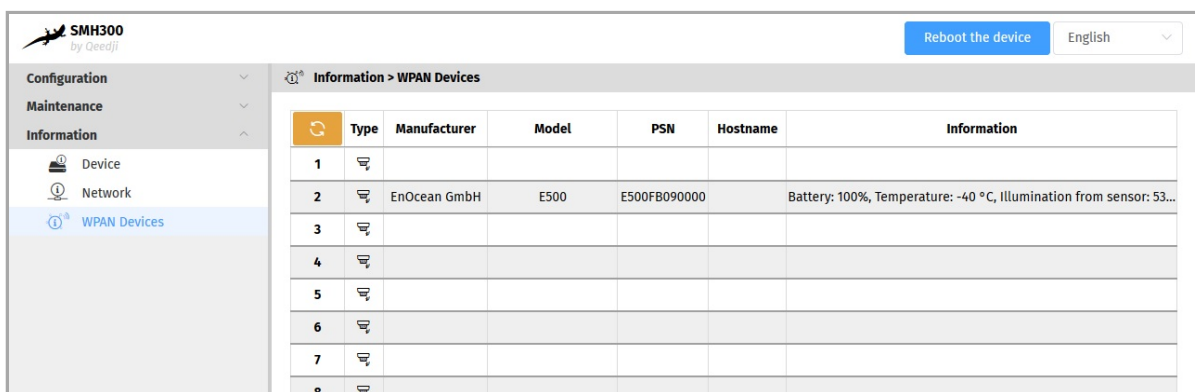 SMH300
by Qeedji
Reboot the device
English
Configuration
Maintenance
Information
Device
Network
WPAN Devices
Information > WPAN Devices
Type Manufacturer Model PSN Hostname Information
1
2 EnOcean GmbH E500 E500FB090000 Battery: 100%, Temperature: -40 °C, Illumination from sensor: 53...
3
4
5
6
7
8